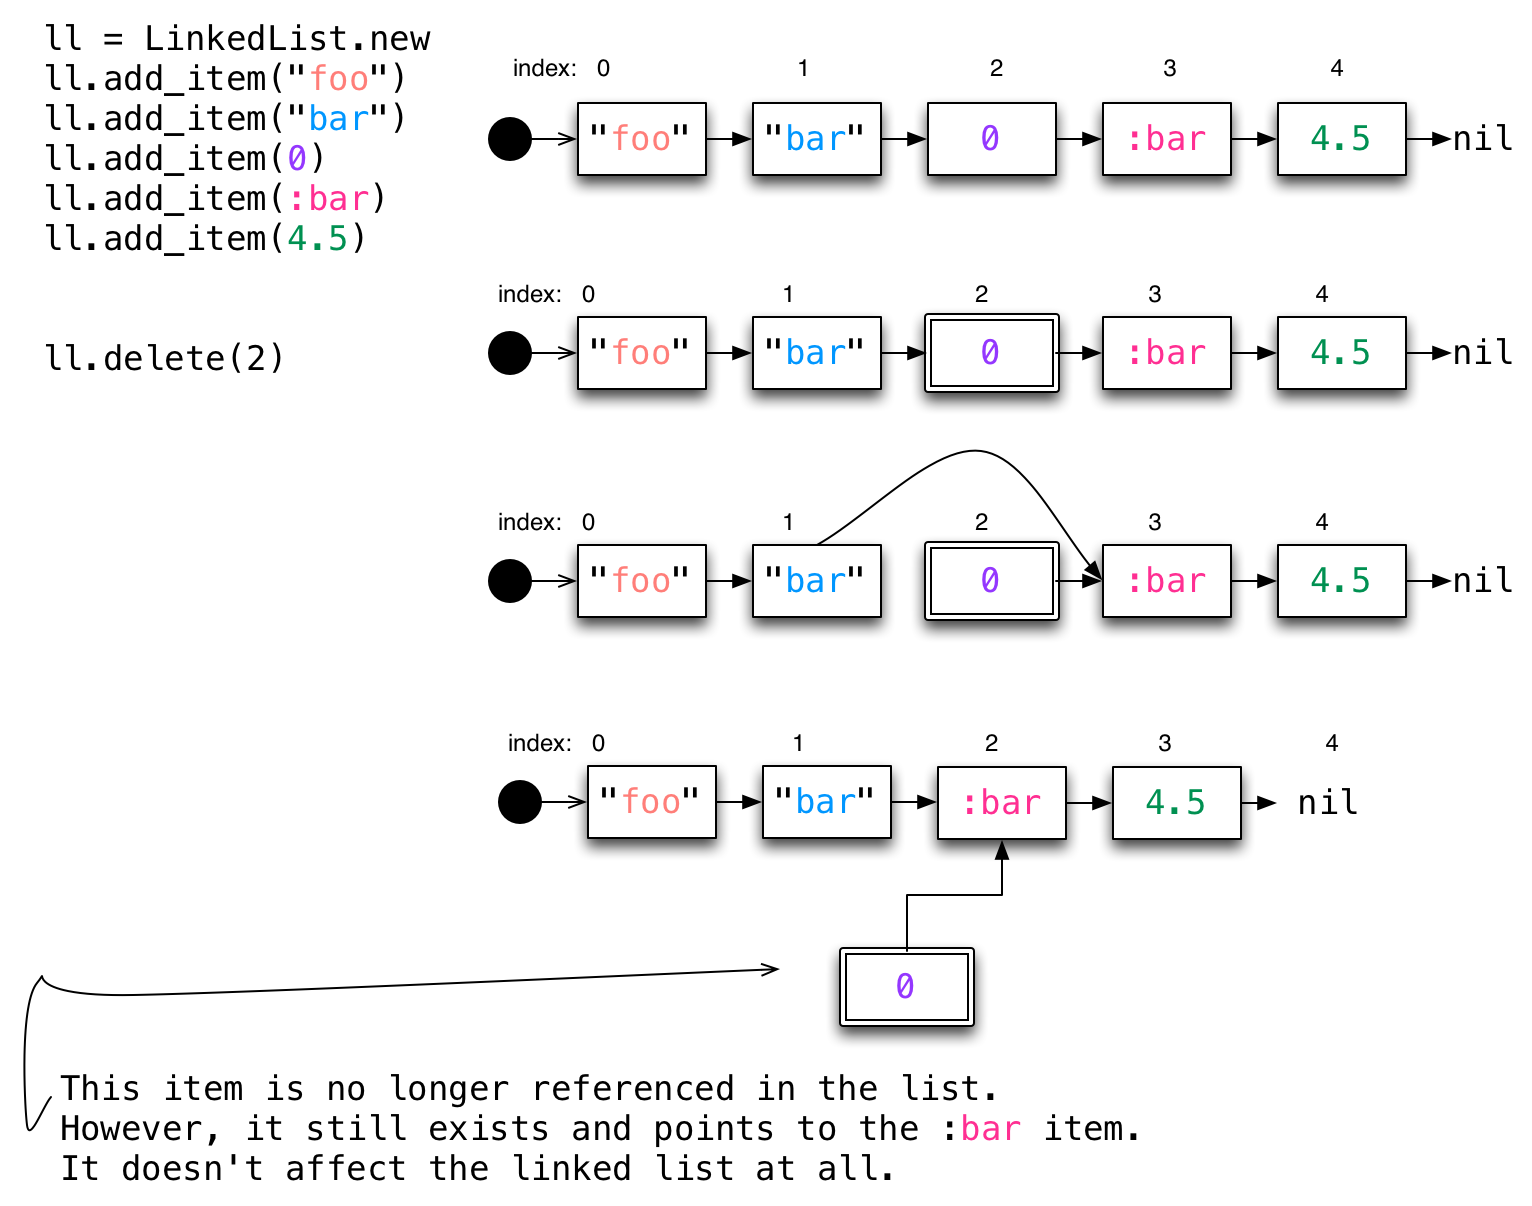 ll = LinkedList.new
ll.add_item("foo")
ll.add_item("bar")
ll.add_item(0)
ll.add_item(:bar)
ll.add_item(4.5)
index: 0 1 2 3 4
"foo" "bar" 0 :bar 4.5 nil
ll.delete(2)
index: 0 1 2 3 4
"foo" "bar" 0 :bar 4.5 nil
index: 0 1 2 3 4
"foo" "bar" 0 :bar 4.5 nil
index: 0 1 2 3 4
"foo" "bar" :bar 4.5 nil
0
This item is no longer referenced in the list.
However, it still exists and points to the :bar item.
It doesn't affect the linked list at all.